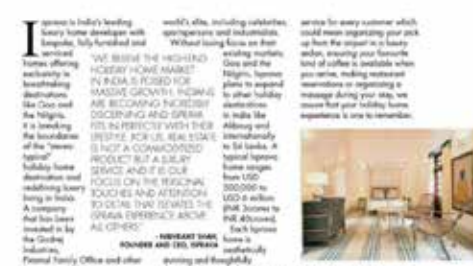 Isprava is India's leading
luxury home developer with
bespoke, fully furnished and
serviced
homes offering
exclusivity in
breathtaking
destinations
like Goa and
the Nilgiris.
It is breaking
the boundaries
of the "stereo-
typical"
holiday home
destination and
redefining luxury
living in India.
A company
that has been
invested in by
the Godrej
Industries,
Piramal Family Office and other
"WE BELIEVE THE HIGH-END
HOLIDAY HOME MARKET
IN INDIA IS POISED FOR
MASSIVE GROWTH. INDIANS
ARE BECOMING INCREDIBLY
DISCERNING AND ISPRAVA
FITS IN PERFECTLY WITH THEIR
LIFESTYLE. FOR US, REAL ESTATE
IS NOT A COMMODITIZED
PRODUCT BUT A LUXURY
SERVICE AND IT IS OUR
FOCUS ON THE PERSONAL
TOUCHES AND ATTENTION
TO DETAIL THAT ELEVATES THE
ISPRAVA EXPERIENCE ABOVE
ALL OTHERS."
- NIBHRANT SHAH,
FOUNDER AND CEO, ISPRAVA
world's elite, including celebrities,
sportspersons and industrialists.
Without losing focus on their
existing markets,
Goa and the
Nilgiris, Isprava
plans to expand
to other holiday
destinations
in India like
Alibaug and
internationally
to Sri Lanka. A
typical Isprava
home ranges
from USD
500,000 to
USD 6 million
(INR 3crores to
INR 40crores).
Each Isprava
home is
aesthetically
stunning and thoughtfully
service for every customer which
could mean organizing your pick
up from the airport in a luxury
sedan, ensuring your favourite
kind of coffee is available when
you arrive, making restaurant
reservations or organizing a
massage during your stay, we
assure that your holiday home
experience is one to remember.